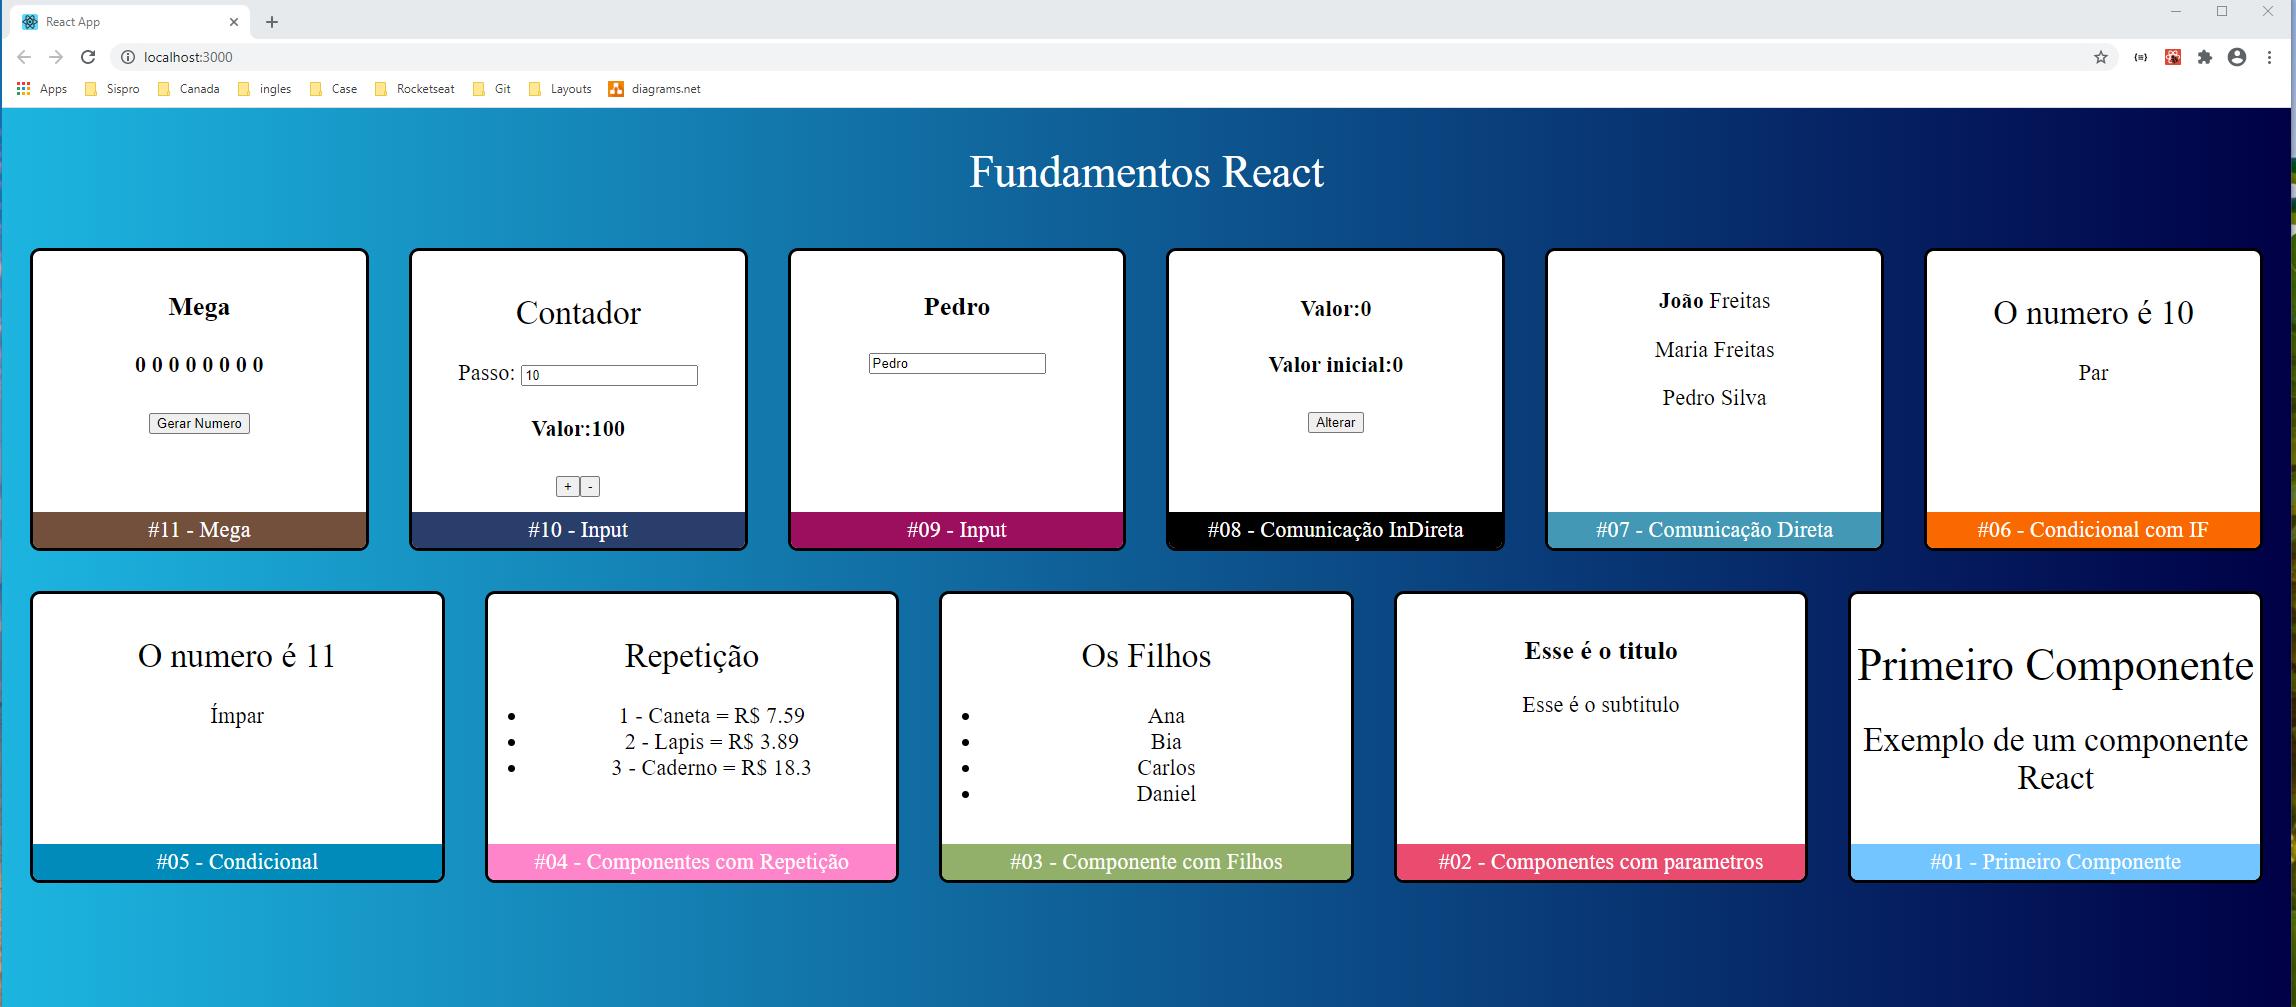 React App
localhost:3000
Apps Sispro Canada ingles Case Rocketseat Git Layouts diagrams.net
Fundamentos React
Mega
0 0 0 0 0 0 0 0
Gerar Numero
#11 - Mega
Contador
Passo: 10
Valor:100
+ -
#10 - Input
Pedro
Pedro
#09 - Input
Valor:0
Valor inicial:0
Alterar
#08 - Comunicação InDireta
João Freitas
Maria Freitas
Pedro Silva
#07 - Comunicação Direta
O numero é 10
Par
#06 - Condicional com IF
O numero é 11
Ímpar
#05 - Condicional
Repetição
1 - Caneta = R$ 7.59
2 - Lapis = R$ 3.89
3 - Caderno = R$ 18.3
#04 - Componentes com Repetição
Os Filhos
Ana
Bia
Carlos
Daniel
#03 - Componente com Filhos
Esse é o titulo
Esse é o subtitulo
#02 - Componentes com parametros
Primeiro Componente
Exemplo de um componente
React
#01 - Primeiro Componente